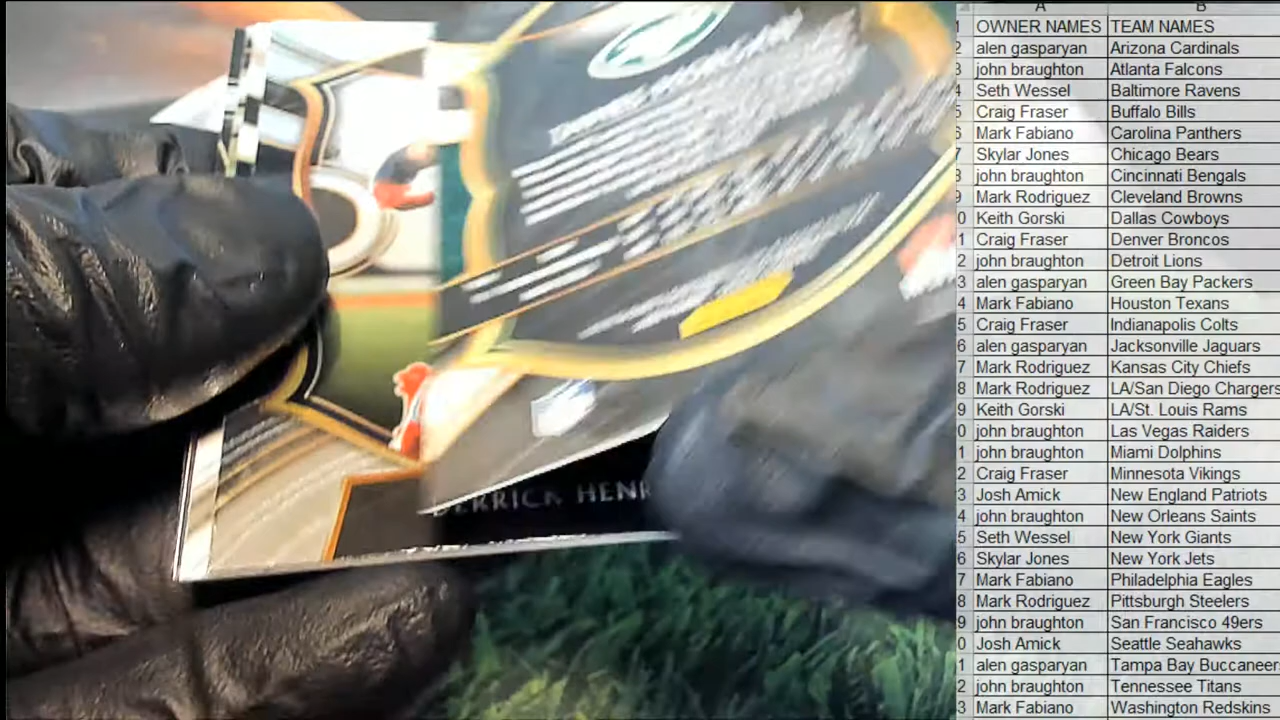 A B
OWNER NAMES TEAM NAMES
2 alen gasparyan Arizona Cardinals
3 john braughton Atlanta Falcons
4 Seth Wessel Baltimore Ravens
5 Craig Fraser Buffalo Bills
6 Mark Fabiano Carolina Panthers
7 Skylar Jones Chicago Bears
8 john braughton Cincinnati Bengals
9 Mark Rodriguez Cleveland Browns
0 Keith Gorski Dallas Cowboys
1 Craig Fraser Denver Broncos
2 john braughton Detroit Lions
3 alen gasparyan Green Bay Packers
4 Mark Fabiano Houston Texans
5 Craig Fraser Indianapolis Colts
6 alen gasparyan Jacksonville Jaguars
7 Mark Rodriguez Kansas City Chiefs
8 Mark Rodriguez LA/San Diego Chargers
9 Keith Gorski LA/St. Louis Rams
0 john braughton Las Vegas Raiders
1 john braughton Miami Dolphins
2 Craig Fraser Minnesota Vikings
3 Josh Amick New England Patriots
4 john braughton New Orleans Saints
5 Seth Wessel New York Giants
6 Skylar Jones New York Jets
7 Mark Fabiano Philadelphia Eagles
8 Mark Rodriguez Pittsburgh Steelers
9 john braughton San Francisco 49ers
0 Josh Amick Seattle Seahawks
1 alen gasparyan Tampa Bay Buccaneer
2 john braughton Tennessee Titans
3 Mark Fabiano Washington Redskins
DERRICK HENR